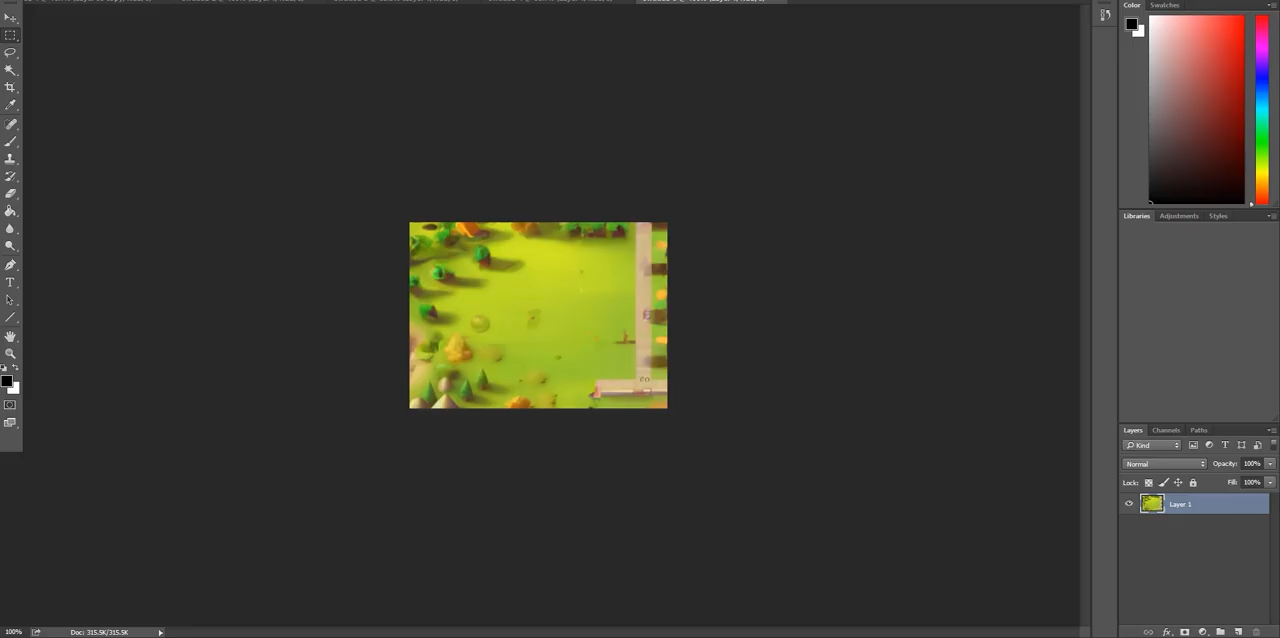 Color
Swatches
Libraries
Adjustments
Styles
Layers
Channels
Paths
Kind
Normal
Opacity: 100%
Lock:
Fill: 100%
Layer 1
100%
Doc: 315.5K/315.5K